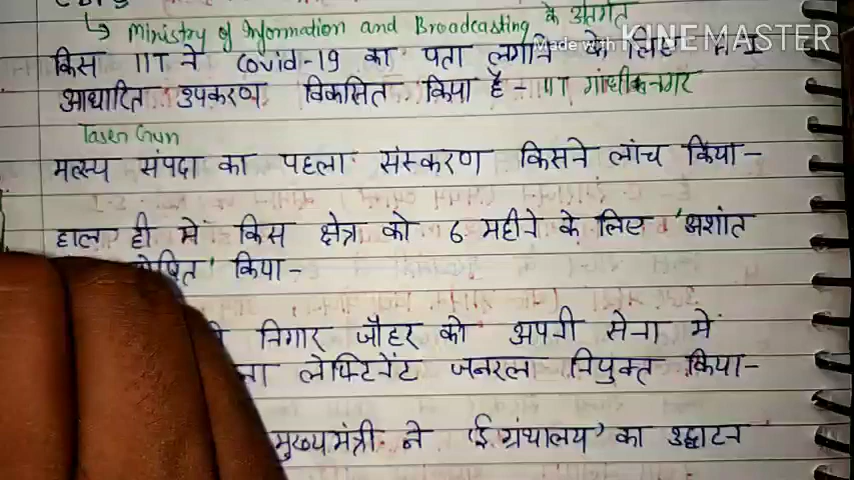 ↳ Ministry of Information and Broadcasting के अंतर्गत
Made with KINEMASTER
किस IIT ने Covid-19 का पता लगाने के लिए
आधारित उपकरण विकसित किया है - IIT गांधीनगर
Taser Gun
मत्स्य संपदा का पहला संस्करण किसने लांच किया -
हाल ही में किस क्षेत्र को 6 महीने के लिए 'अशांत
किया -
निगार जौहर को अपनी सेना में
लेफ्टिनेंट जनरल नियुक्त किया -
मुख्यमंत्री ने 'ई ग्रंथालय' का उद्घाटन